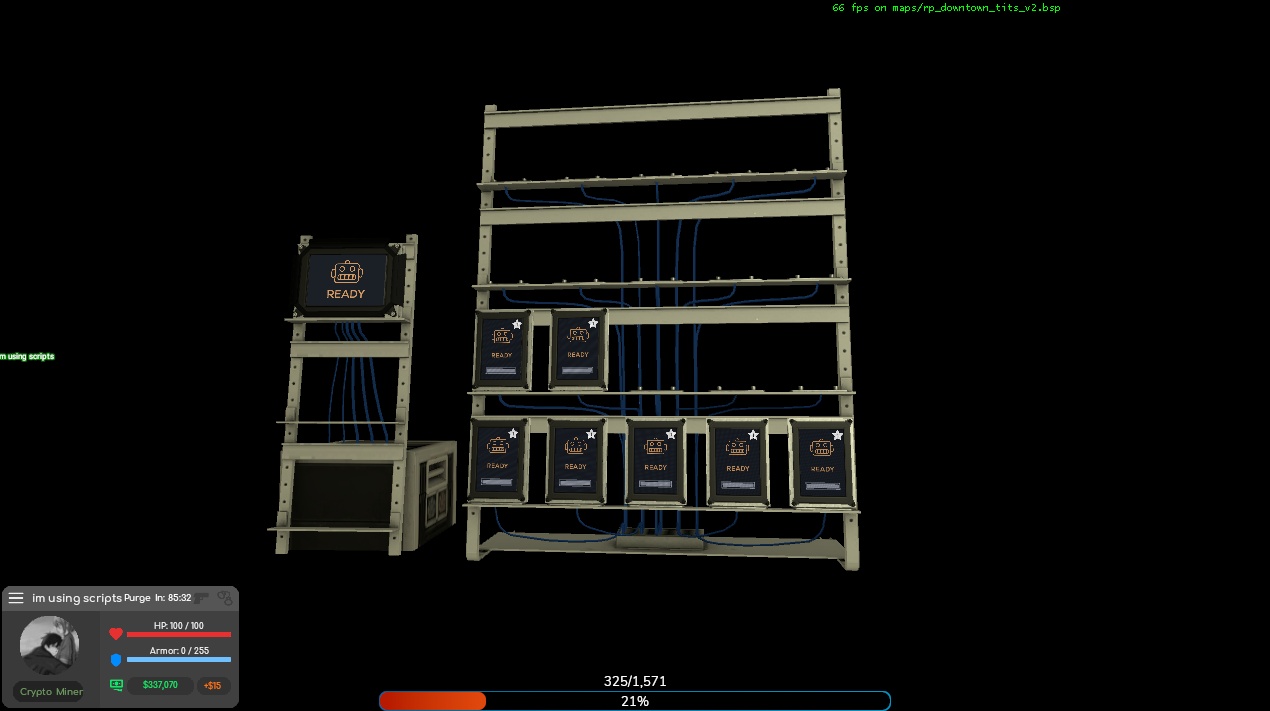 66 fps on maps/rp_downtown_tits_v2.bsp
READY
READY
READY
m using scripts
READY
READY
READY
READY
READY
im using scripts Purge In: 85:32
HP: 100 / 100
Armor: 0 / 255
Crypto Miner
$337,070
+$15
325/1,571
21%